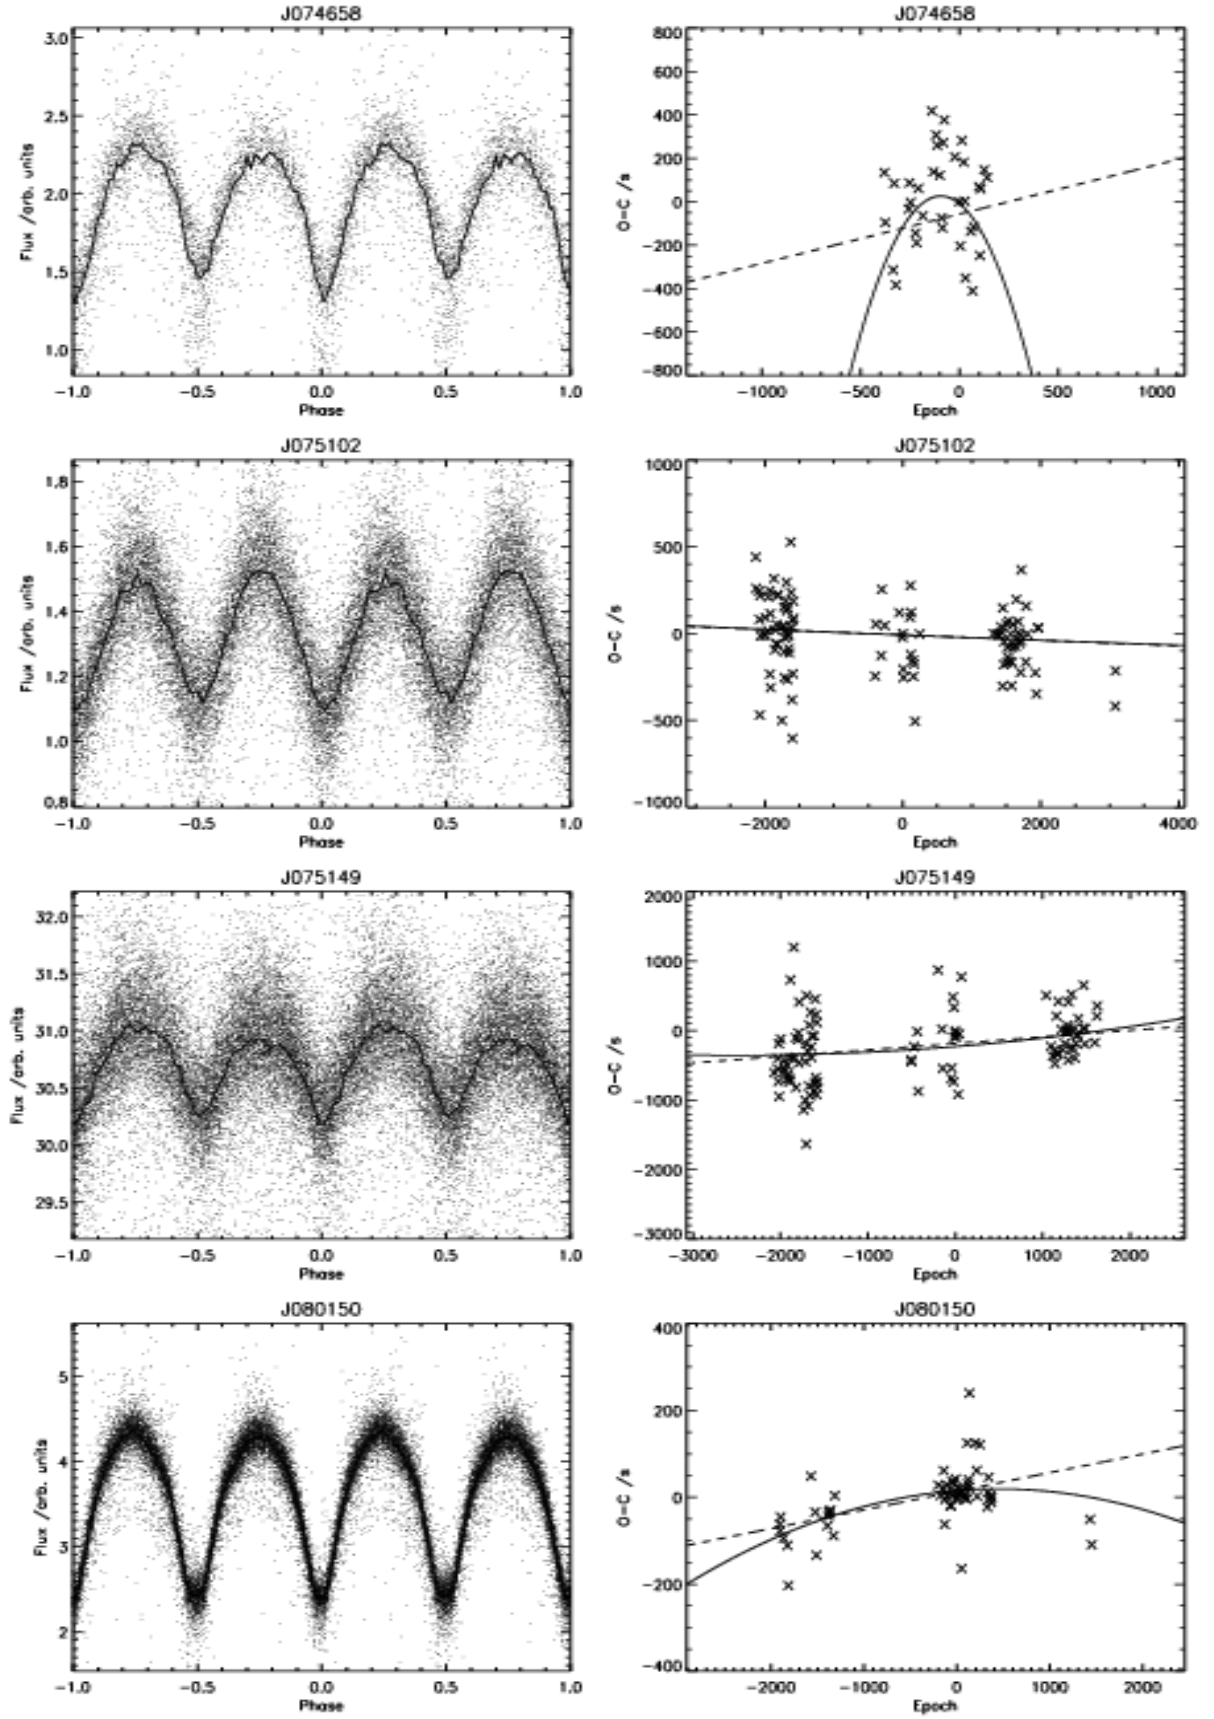 J074658
3.0
2.5
2.0
1.5
1.0
Flux /arb. units
-1.0 -0.5 0.0 0.5 1.0
Phase
J074658
800
600
400
200
0
-200
-400
-600
-800
O-C /s
-1000 -500 0 500 1000
Epoch
J075102
1.8
1.6
1.4
1.2
1.0
0.8
Flux /arb. units
-1.0 -0.5 0.0 0.5 1.0
Phase
J075102
1000
500
0
-500
-1000
O-C /s
-2000 0 2000 4000
Epoch
J075149
32.0
31.5
31.0
30.5
30.0
29.5
Flux /arb. units
-1.0 -0.5 0.0 0.5 1.0
Phase
J075149
2000
1000
0
-1000
-2000
-3000
O-C /s
-3000 -2000 -1000 0 1000 2000
Epoch
J080150
5
4
3
2
Flux /arb. units
-1.0 -0.5 0.0 0.5 1.0
Phase
J080150
400
200
0
-200
-400
O-C /s
-2000 -1000 0 1000 2000
Epoch